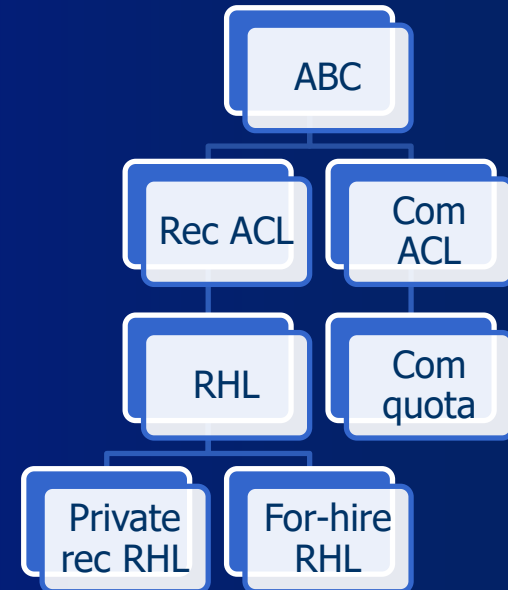 ABC
Rec ACL
Com
ACL
RHL
Com
quota
Private
rec RHL
For-hire
RHL